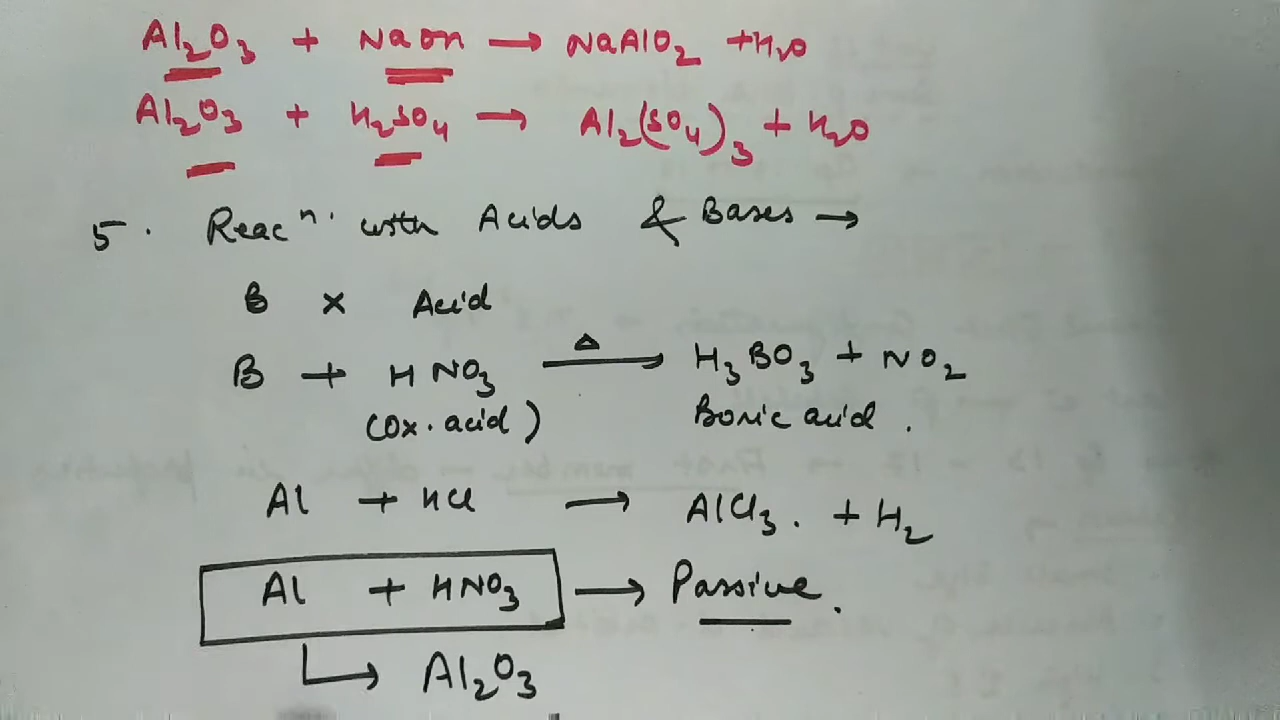 Al₂O₃ + NaOH → NaAlO₂ + H₂O
Al₂O₃ + H₂SO₄ → Al₂(SO₄)₃ + H₂O
5. Reacⁿ. with Acids & Bases →
B × Acid
B + HNO₃ —Δ→ H₃BO₃ + NO₂
(Ox. acid) Boric acid.
Al + HCl → AlCl₃. + H₂
Al + HNO₃ → Passive.
↳ Al₂O₃